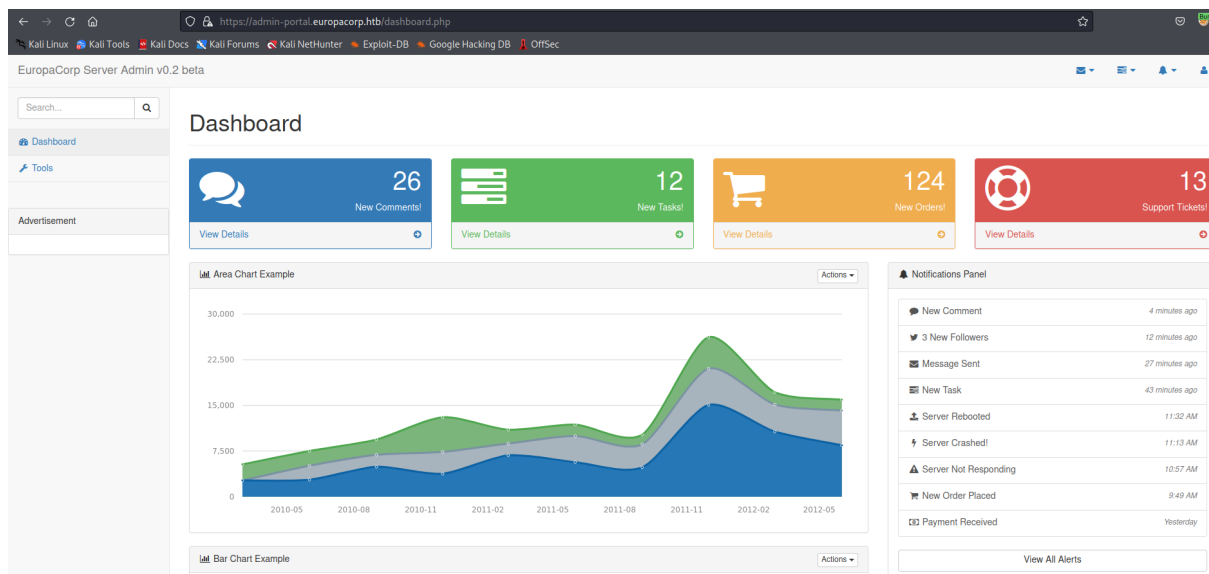 https://admin-portal.europacorp.htb/dashboard.php
Kali Linux Kali Tools Kali Docs Kali Forums Kali NetHunter Exploit-DB Google Hacking DB OffSec
EuropaCorp Server Admin v0.2 beta
Search...
Dashboard
Tools
Advertisement
Dashboard
26
New Comments!
View Details
12
New Tasks!
View Details
124
New Orders!
View Details
13
Support Tickets!
View Details
Area Chart Example
Actions
30,000
22,500
15,000
7,500
0
2010-05 2010-08 2010-11 2011-02 2011-05 2011-08 2011-11 2012-02 2012-05
Bar Chart Example
Actions
Notifications Panel
New Comment 4 minutes ago
3 New Followers 12 minutes ago
Message Sent 27 minutes ago
New Task 43 minutes ago
Server Rebooted 11:32 AM
Server Crashed! 11:13 AM
Server Not Responding 10:57 AM
New Order Placed 9:49 AM
Payment Received Yesterday
View All Alerts